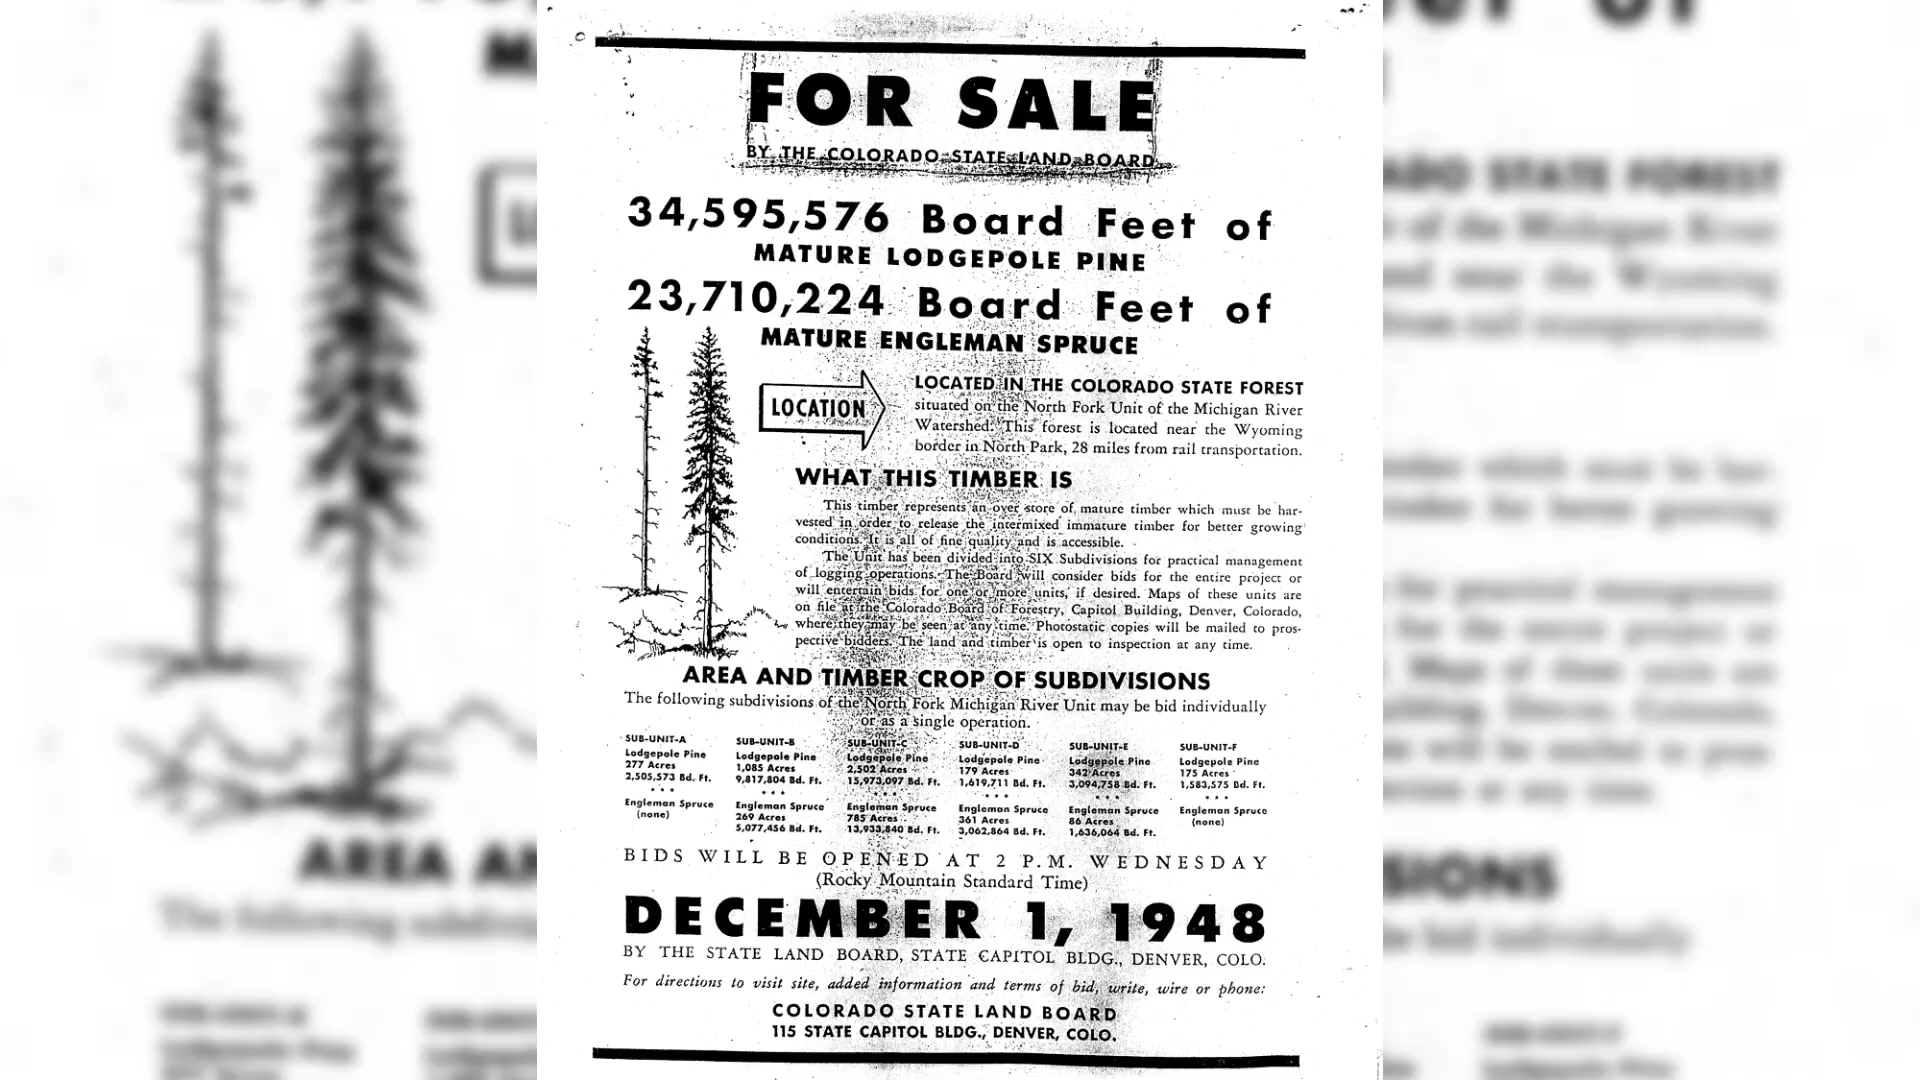 FOR SALE
BY THE COLORADO STATE LAND BOARD
34,595,576 Board Feet of
MATURE LODGEPOLE PINE
23,710,224 Board Feet of
MATURE ENGLEMAN SPRUCE
LOCATION
LOCATED IN THE COLORADO STATE FOREST
situated on the North Fork Unit of the Michigan River
Watershed. This forest is located near the Wyoming
border in North Park, 28 miles from rail transportation.
WHAT THIS TIMBER IS
This timber represents an over store of mature timber which must be har-
vested in order to release the intermixed immature timber for better growing
conditions. It is all of fine quality and is accessible.
The Unit has been divided into SIX Subdivisions for practical management
of logging operations. The Board will consider bids for the entire project or
will entertain bids for one or more units, if desired. Maps of these units are
on file at the Colorado Board of Forestry, Capitol Building, Denver, Colorado,
where they may be seen at any time. Photostatic copies will be mailed to pros-
pective bidders. The land and timber is open to inspection at any time.
AREA AND TIMBER CROP OF SUBDIVISIONS
The following subdivisions of the North Fork Michigan River Unit may be bid individually
or as a single operation.
SUB-UNIT-A
Lodgepole Pine
277 Acres
2,505,573 Bd. Ft.
* * *
Engleman Spruce
(none)
SUB-UNIT-B
Lodgepole Pine
1,085 Acres
9,817,804 Bd. Ft.
* * *
Engleman Spruce
269 Acres
5,077,456 Bd. Ft.
SUB-UNIT-C
Lodgepole Pine
2,502 Acres
15,973,097 Bd. Ft.
* * *
Engleman Spruce
785 Acres
13,933,840 Bd. Ft.
SUB-UNIT-D
Lodgepole Pine
179 Acres
1,619,711 Bd. Ft.
* * *
Engleman Spruce
361 Acres
3,062,864 Bd. Ft.
SUB-UNIT-E
Lodgepole Pine
342 Acres
3,094,758 Bd. Ft.
* * *
Engleman Spruce
86 Acres
1,636,064 Bd. Ft.
SUB-UNIT-F
Lodgepole Pine
175 Acres
1,583,575 Bd. Ft.
* * *
Engleman Spruce
(none)
BIDS WILL BE OPENED AT 2 P.M. WEDNESDAY
(Rocky Mountain Standard Time)
DECEMBER 1, 1948
BY THE STATE LAND BOARD, STATE CAPITOL BLDG., DENVER, COLO.
For directions to visit site, added information and terms of bid, write, wire or phone:
COLORADO STATE LAND BOARD
115 STATE CAPITOL BLDG., DENVER, COLO.